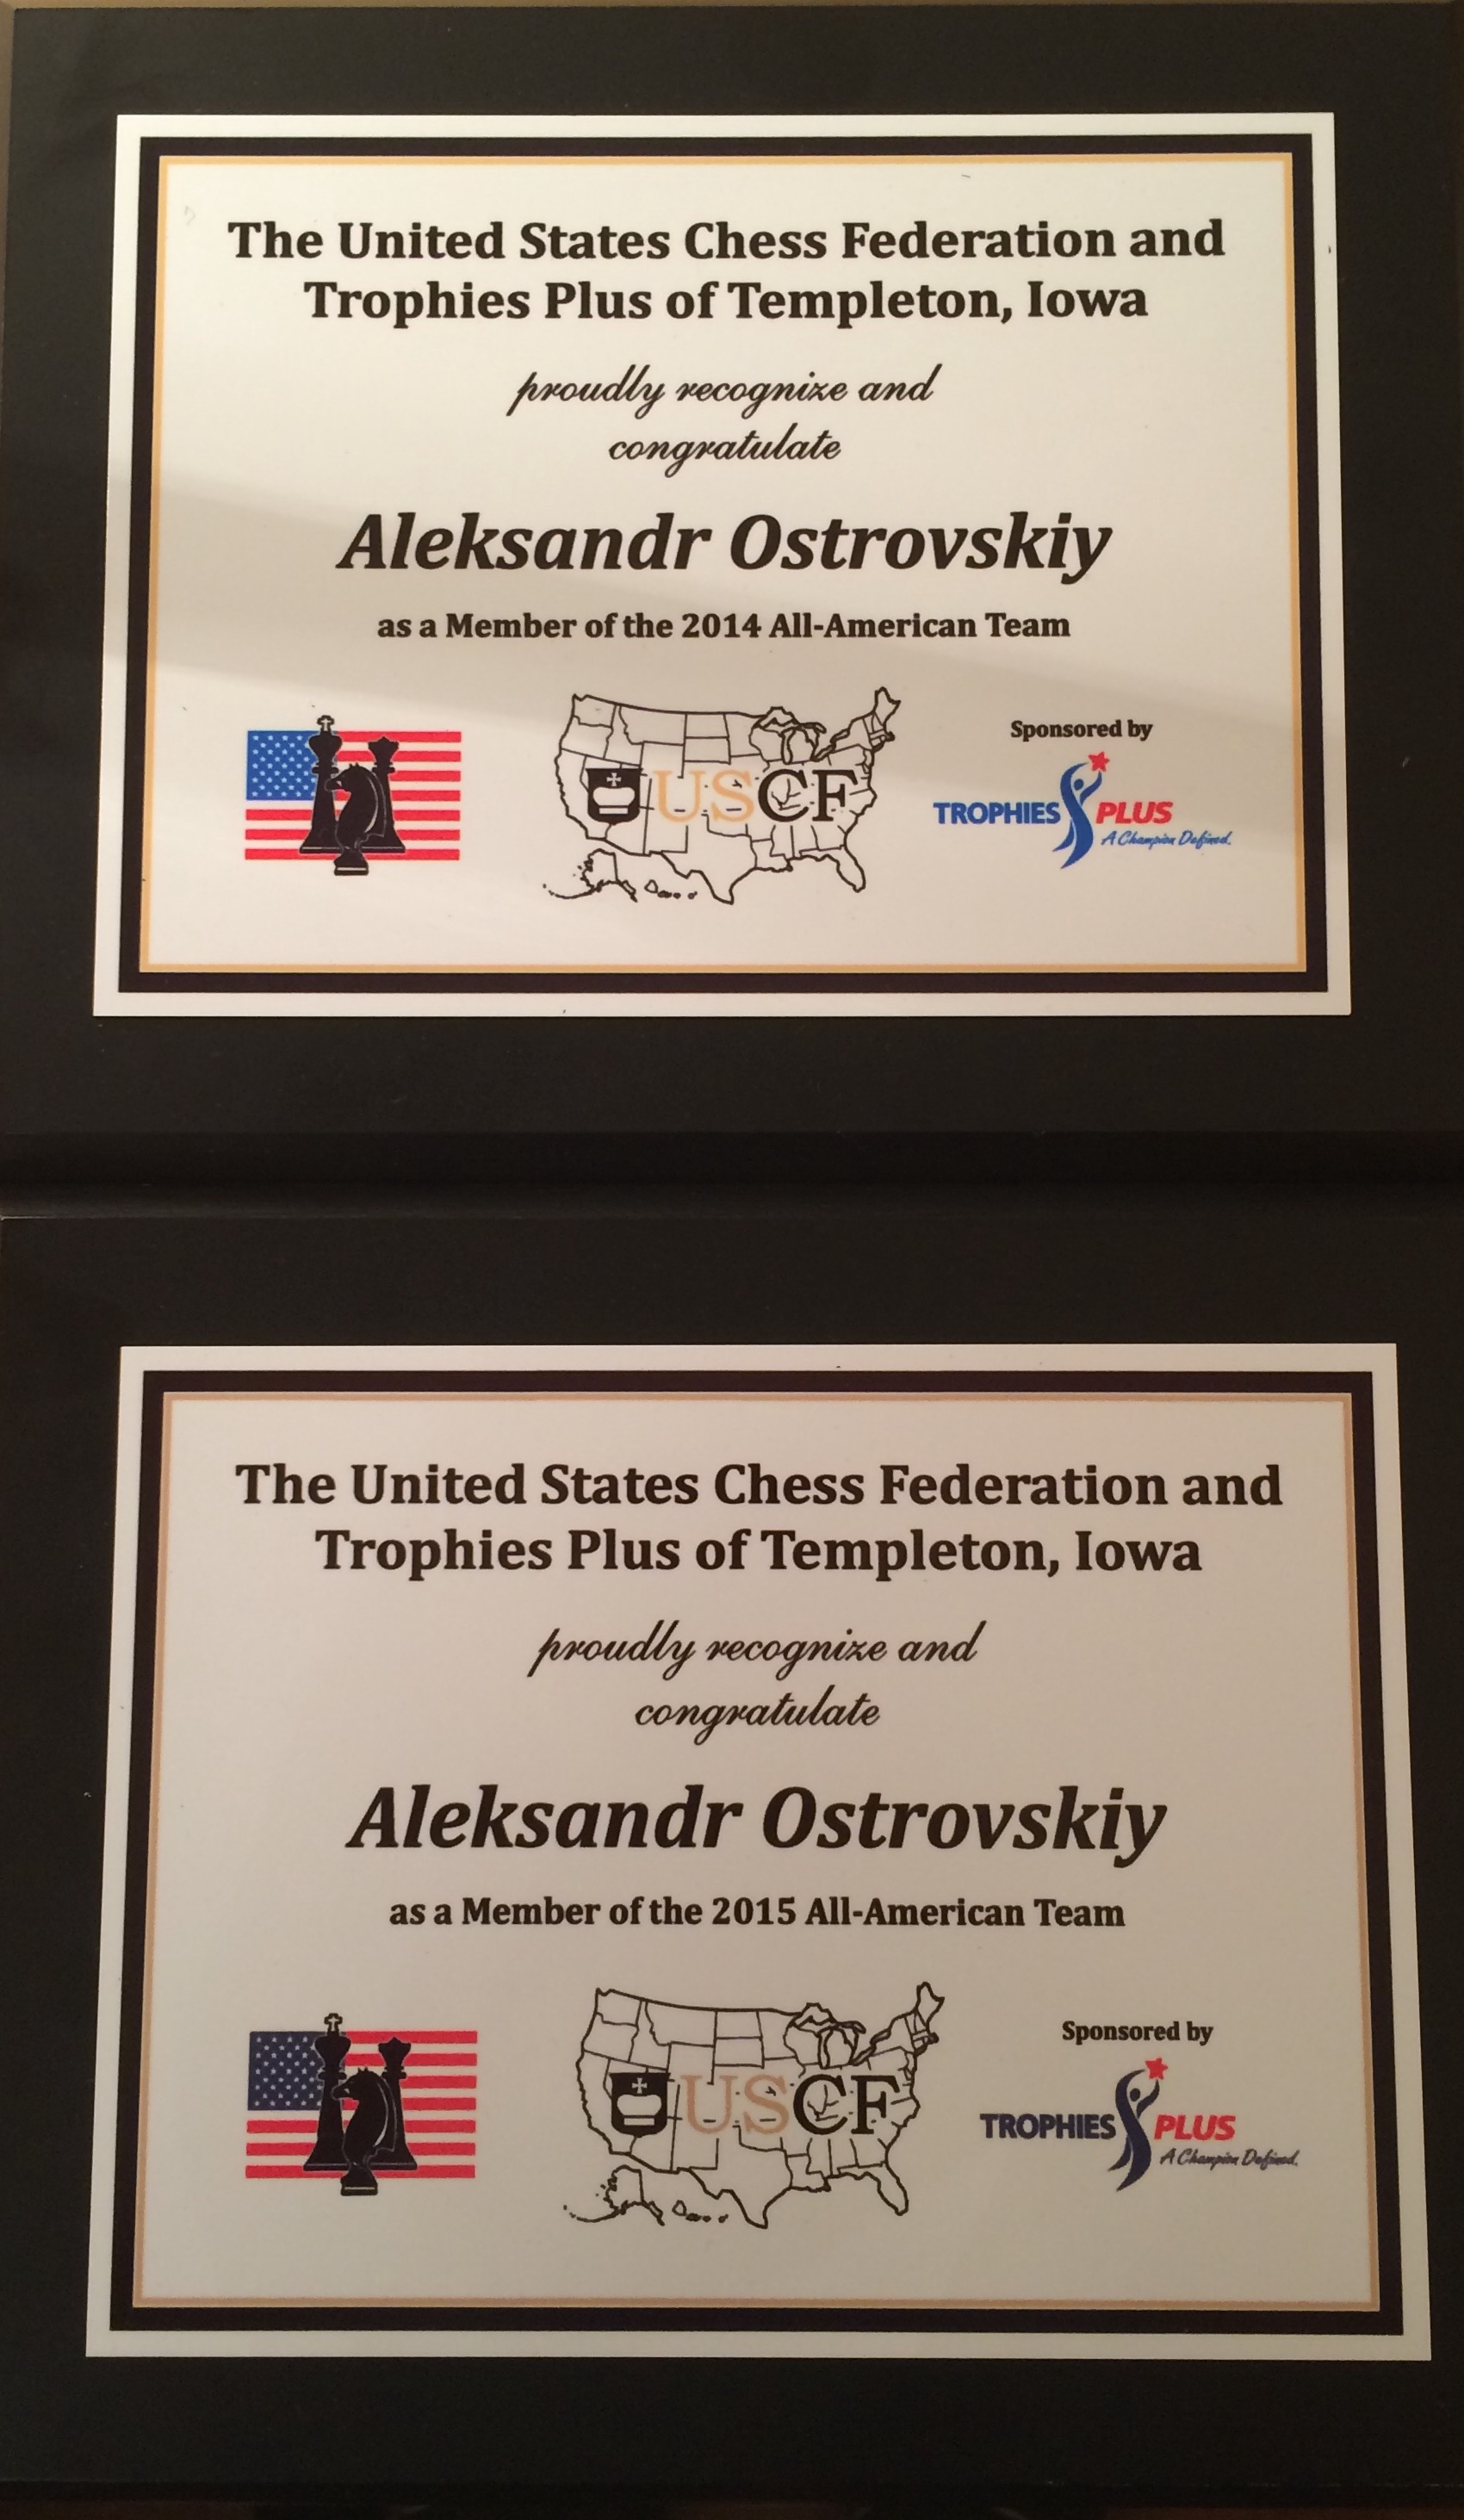 The United States Chess Federation and
Trophies Plus of Templeton, Iowa
proudly recognize and
congratulate
Aleksandr Ostrovskiy
as a Member of the 2014 All-American Team
USCF
Sponsored by
TROPHIES PLUS
A Champion Defined.
The United States Chess Federation and
Trophies Plus of Templeton, Iowa
proudly recognize and
congratulate
Aleksandr Ostrovskiy
as a Member of the 2015 All-American Team
USCF
Sponsored by
TROPHIES PLUS
A Champion Defined.